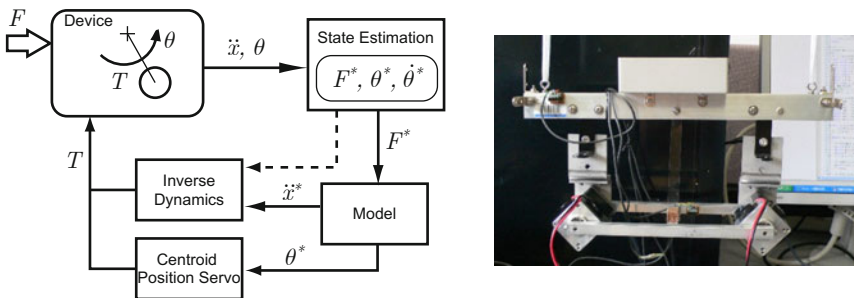 Device
F
θ
T
ẍ, θ
State Estimation
F*, θ*, θ̇*
T
F*
Inverse
Dynamics
ẍ*
Model
Centroid
Position Servo
θ*